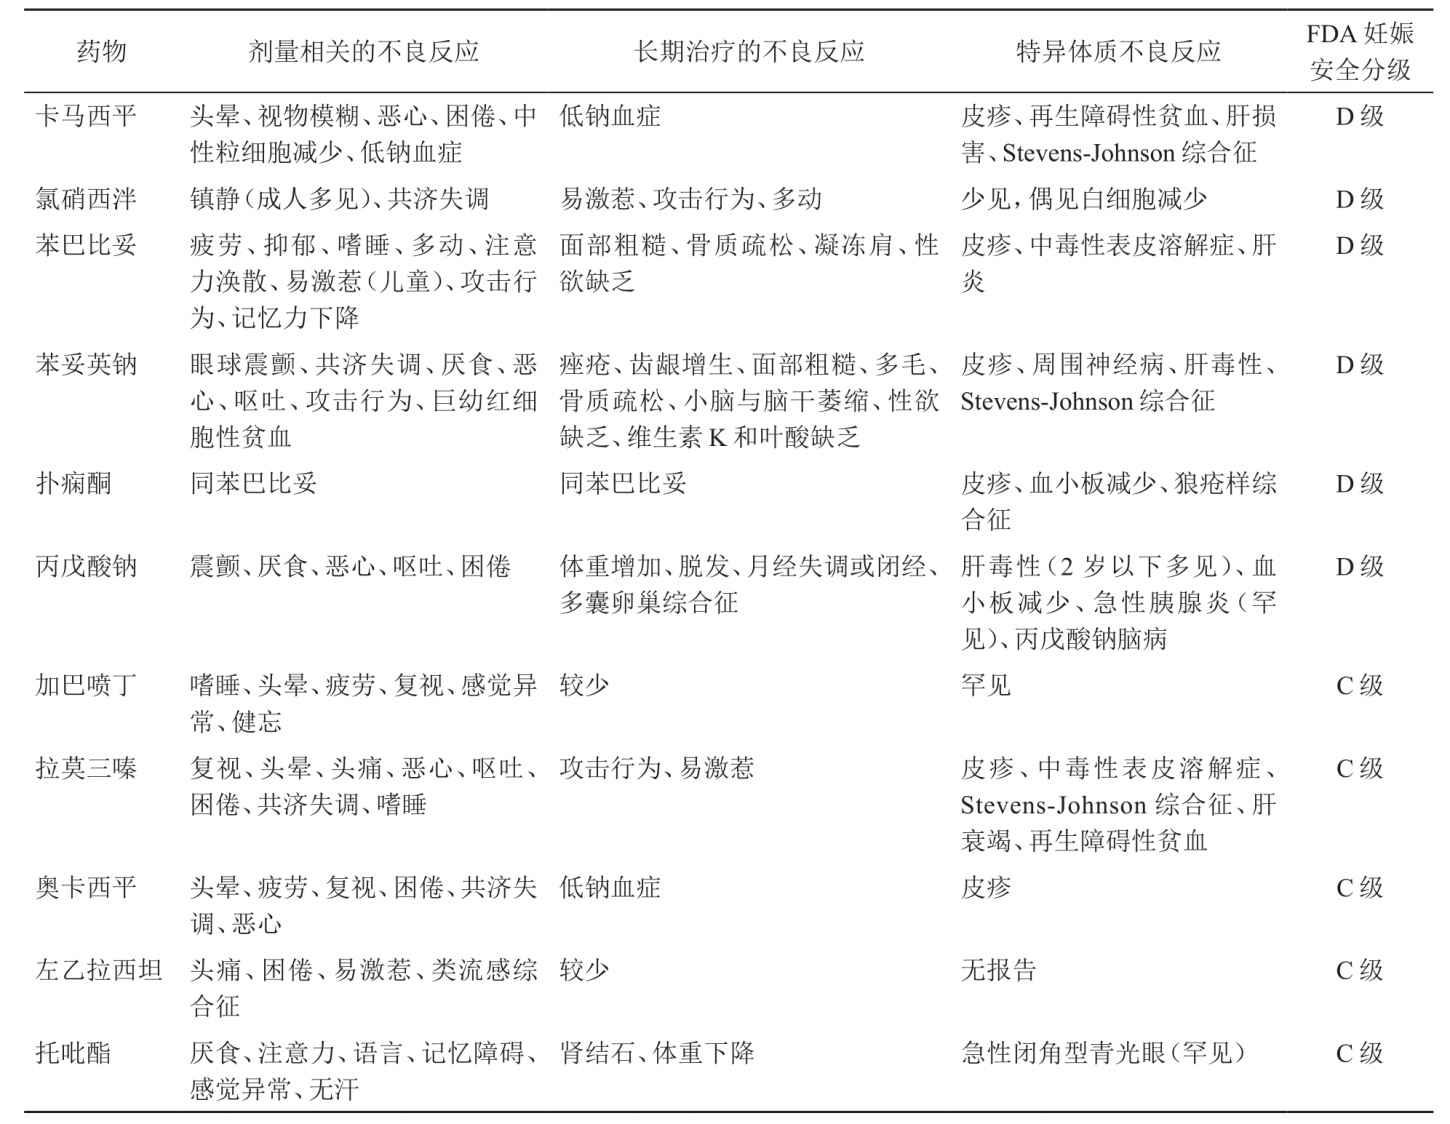 药物 剂量相关的不良反应 长期治疗的不良反应 特异体质不良反应 FDA 妊娠
安全分级
卡马西平 头晕、视物模糊、恶心、困倦、中 低钠血症 皮疹、再生障碍性贫血、肝损 D 级
性粒细胞减少、低钠血症 害、Stevens-Johnson 综合征
氯硝西泮 镇静（成人多见）、共济失调 易激惹、攻击行为、多动 少见，偶见白细胞减少 D 级
苯巴比妥 疲劳、抑郁、嗜睡、多动、注意 面部粗糙、骨质疏松、凝冻肩、性 皮疹、中毒性表皮溶解症、肝 D 级
力涣散、易激惹（儿童）、攻击行 欲缺乏 炎
为、记忆力下降
苯妥英钠 眼球震颤、共济失调、厌食、恶 痤疮、齿龈增生、面部粗糙、多毛、 皮疹、周围神经病、肝毒性、 D 级
心、呕吐、攻击行为、巨幼红细 骨质疏松、小脑与脑干萎缩、性欲 Stevens-Johnson 综合征
胞性贫血 缺乏、维生素 K 和叶酸缺乏
扑痫酮 同苯巴比妥 同苯巴比妥 皮疹、血小板减少、狼疮样综 D 级
合征
丙戊酸钠 震颤、厌食、恶心、呕吐、困倦 体重增加、脱发、月经失调或闭经、 肝毒性（2 岁以下多见）、血 D 级
多囊卵巢综合征 小板减少、急性胰腺炎（罕
见）、丙戊酸钠脑病
加巴喷丁 嗜睡、头晕、疲劳、复视、感觉异 较少 罕见 C 级
常、健忘
拉莫三嗪 复视、头晕、头痛、恶心、呕吐、 攻击行为、易激惹 皮疹、中毒性表皮溶解症、 C 级
困倦、共济失调、嗜睡 Stevens-Johnson 综合征、肝
衰竭、再生障碍性贫血
奥卡西平 头晕、疲劳、复视、困倦、共济失 低钠血症 皮疹 C 级
调、恶心
左乙拉西坦 头痛、困倦、易激惹、类流感综 较少 无报告 C 级
合征
托吡酯 厌食、注意力、语言、记忆障碍、 肾结石、体重下降 急性闭角型青光眼（罕见） C 级
感觉异常、无汗